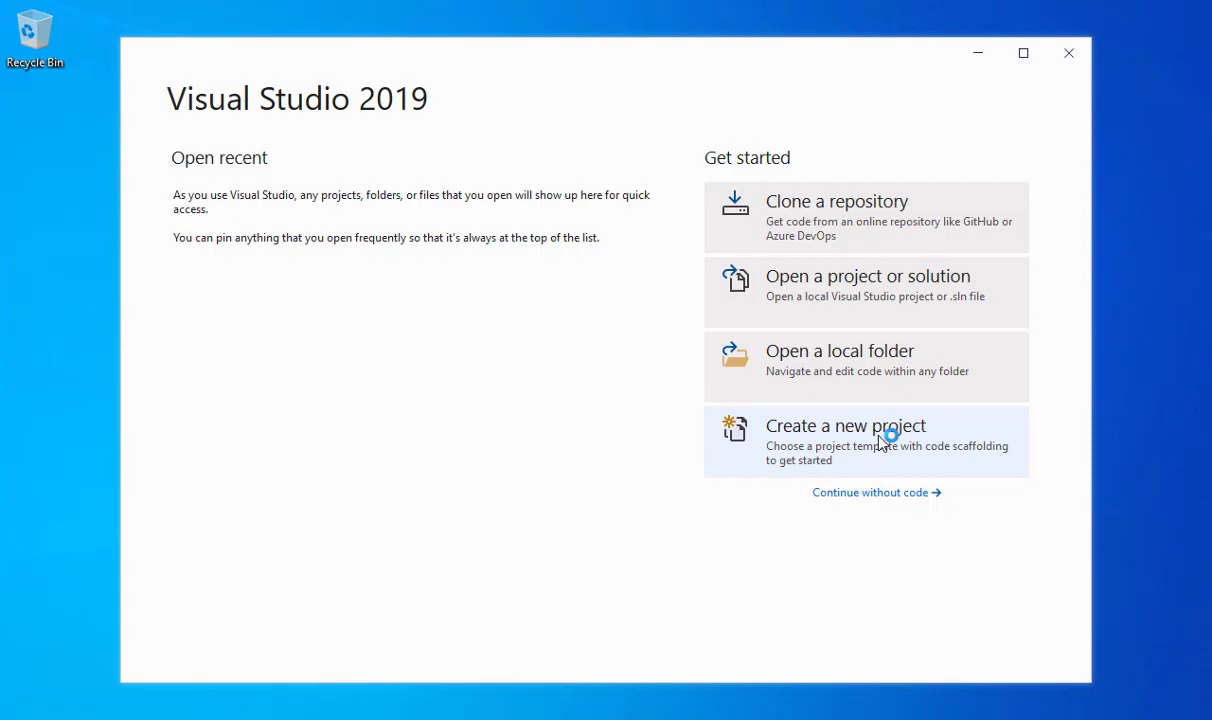 Recycle Bin
Visual Studio 2019
Open recent
As you use Visual Studio, any projects, folders, or files that you open will show up here for quick
access.
You can pin anything that you open frequently so that it's always at the top of the list.
Get started
Clone a repository
Get code from an online repository like GitHub or
Azure DevOps
Open a project or solution
Open a local Visual Studio project or .sln file
Open a local folder
Navigate and edit code within any folder
Create a new project
Choose a project template with code scaffolding
to get started
Continue without code